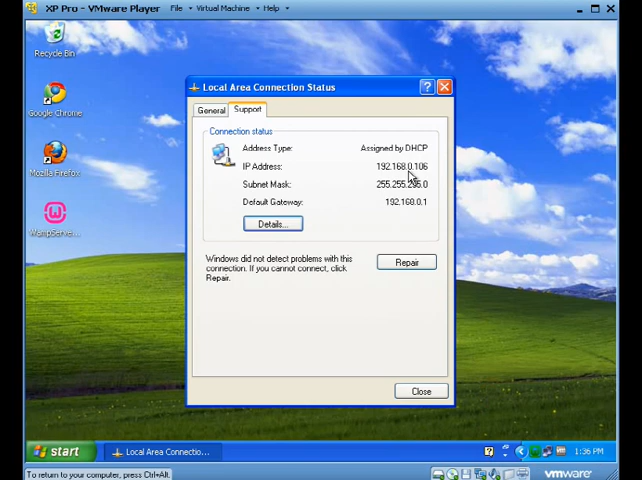 XP Pro - VMware Player File Virtual Machine Help
Recycle Bin
Google Chrome
Mozilla Firefox
WampServe...
Local Area Connection Status
General Support
Connection status
Address Type: Assigned by DHCP
IP Address: 192.168.0.106
Subnet Mask: 255.255.255.0
Default Gateway: 192.168.0.1
Details...
Windows did not detect problems with this
connection. If you cannot connect, click
Repair.
Repair
Close
start Local Area Connectio... 1:36 PM
To return to your computer, press Ctrl+Alt. vmware